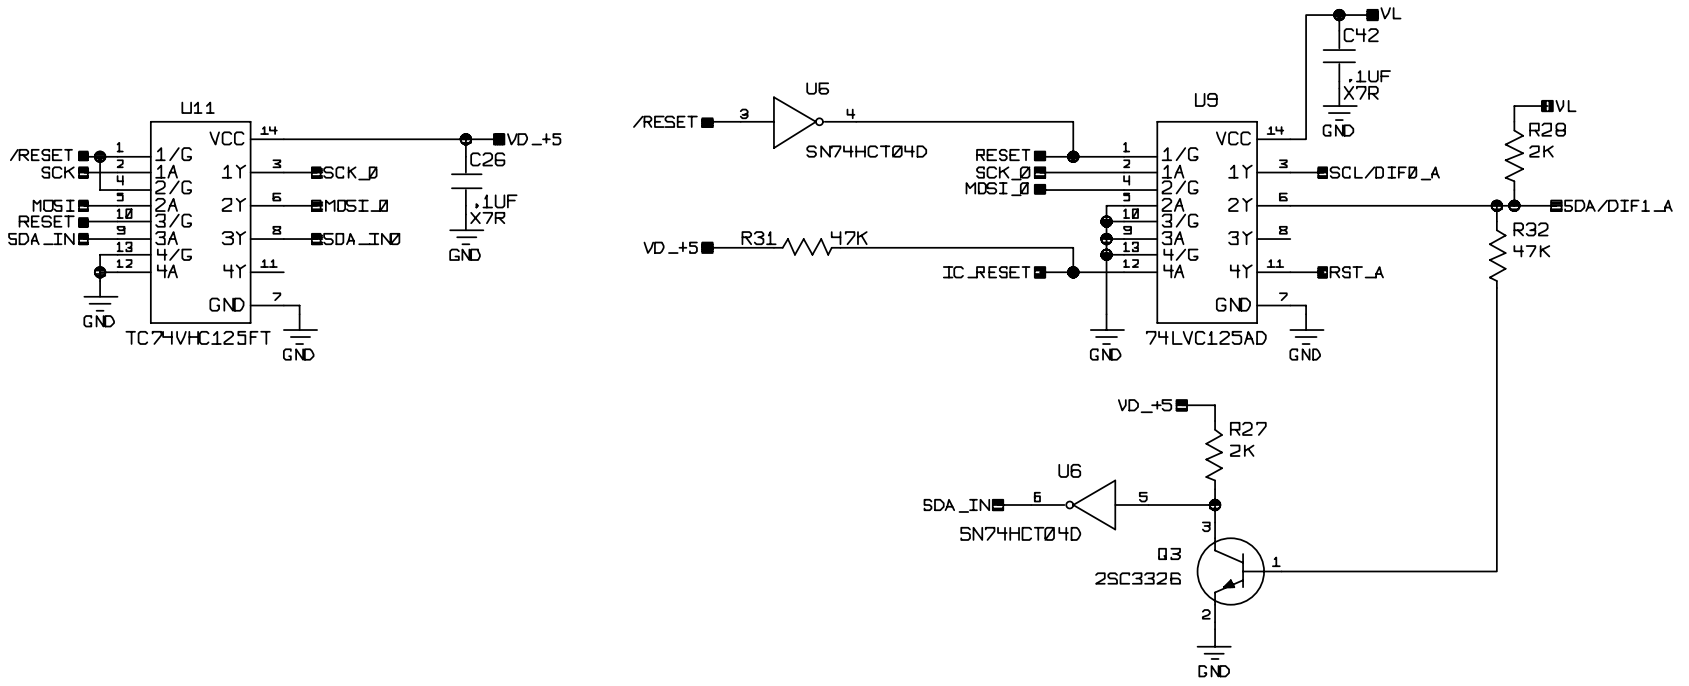 U11
VCC 14 VD_+5
/RESET 1 1/G
SCK 2 1A 1Y 3 SCK_0
4 2/G
MOSI 5 2A 2Y 6 MOSI_0
RESET 10 3/G
SDA_IN 9 3A 3Y 8 SDA_IN0
13 4/G
12 4A 4Y 11
GND 7
GND
TC74VHC125FT
GND
C26
.1UF
X7R
GND
U6
/RESET 3 4
SN74HCT04D
VL
C42
.1UF
X7R
GND
U9
VCC 14
RESET 1 1/G
SCK_0 2 1A 1Y 3 SCL/DIF0_A
MOSI_0 4 2/G
5 2A 2Y 6 SDA/DIF1_A
10 3/G
9 3A 3Y 8
VD_+5 R31 47K 13 4/G
IC_RESET 12 4A 4Y 11 RST_A
GND 7
74LVC125AD
GND
GND
VL
R28
2K
R32
47K
VD_+5
R27
2K
U6
SDA_IN 6 5
SN74HCT04D
3
Q3
1
2SC3326
2
GND